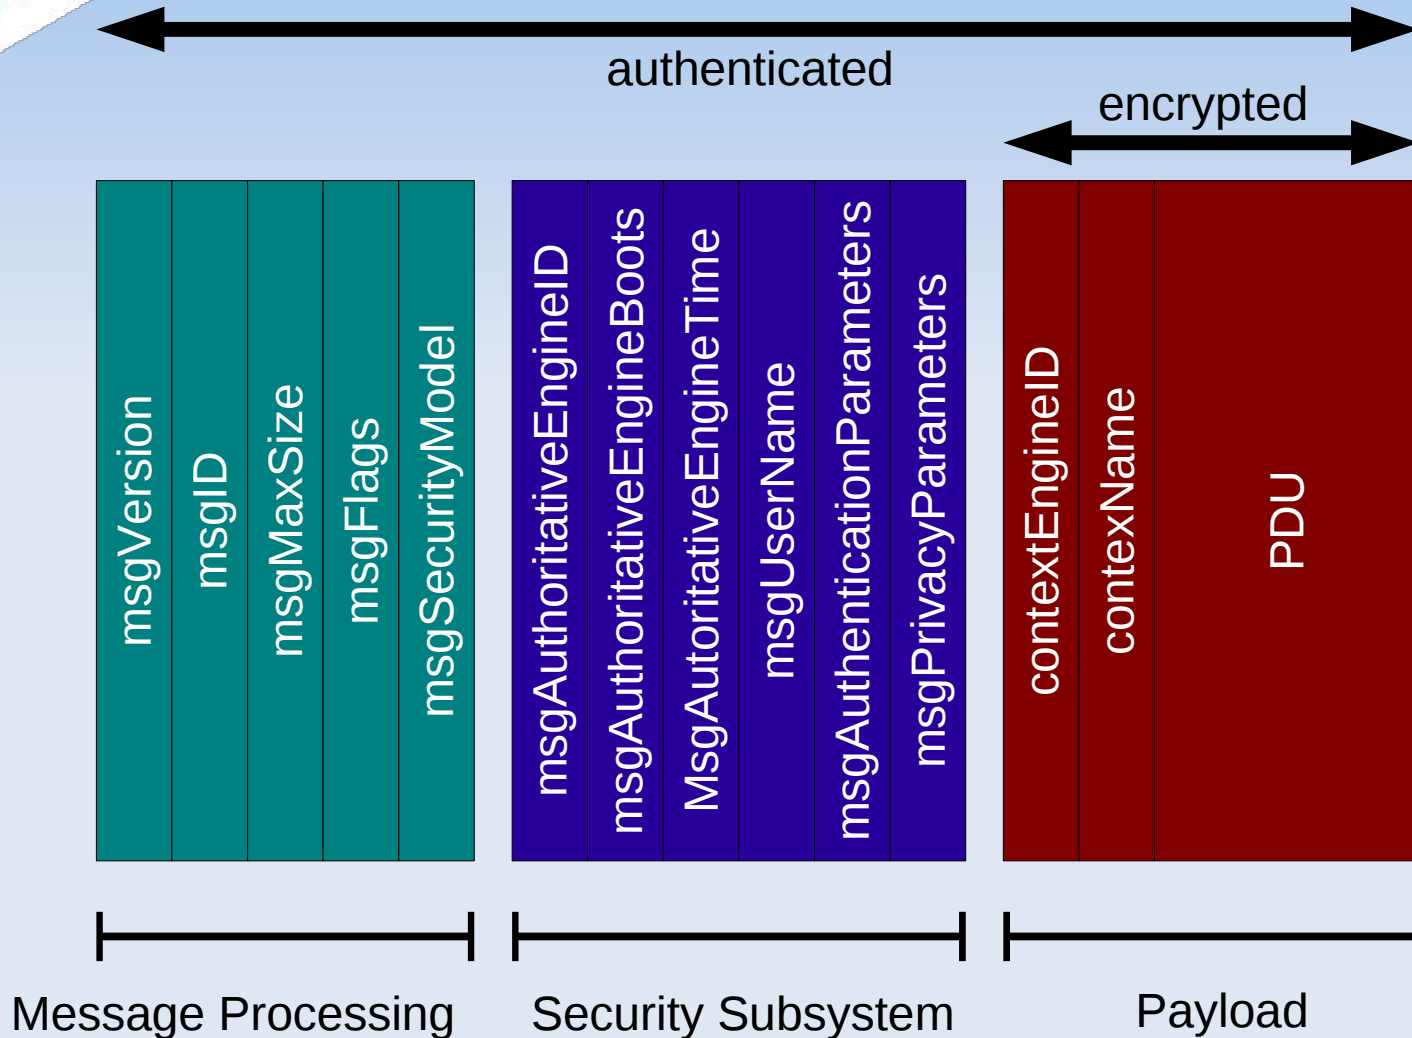 authenticated
encrypted
msgVersion
msgID
msgMaxSize
msgFlags
msgSecurityModel
msgAuthoritativeEngineID
msgAuthoritativeEngineBoots
MsgAutoritativeEngineTime
msgUserName
msgAuthenticationParameters
msgPrivacyParameters
contextEngineID
contexName
PDU
Message Processing
Security Subsystem
Payload